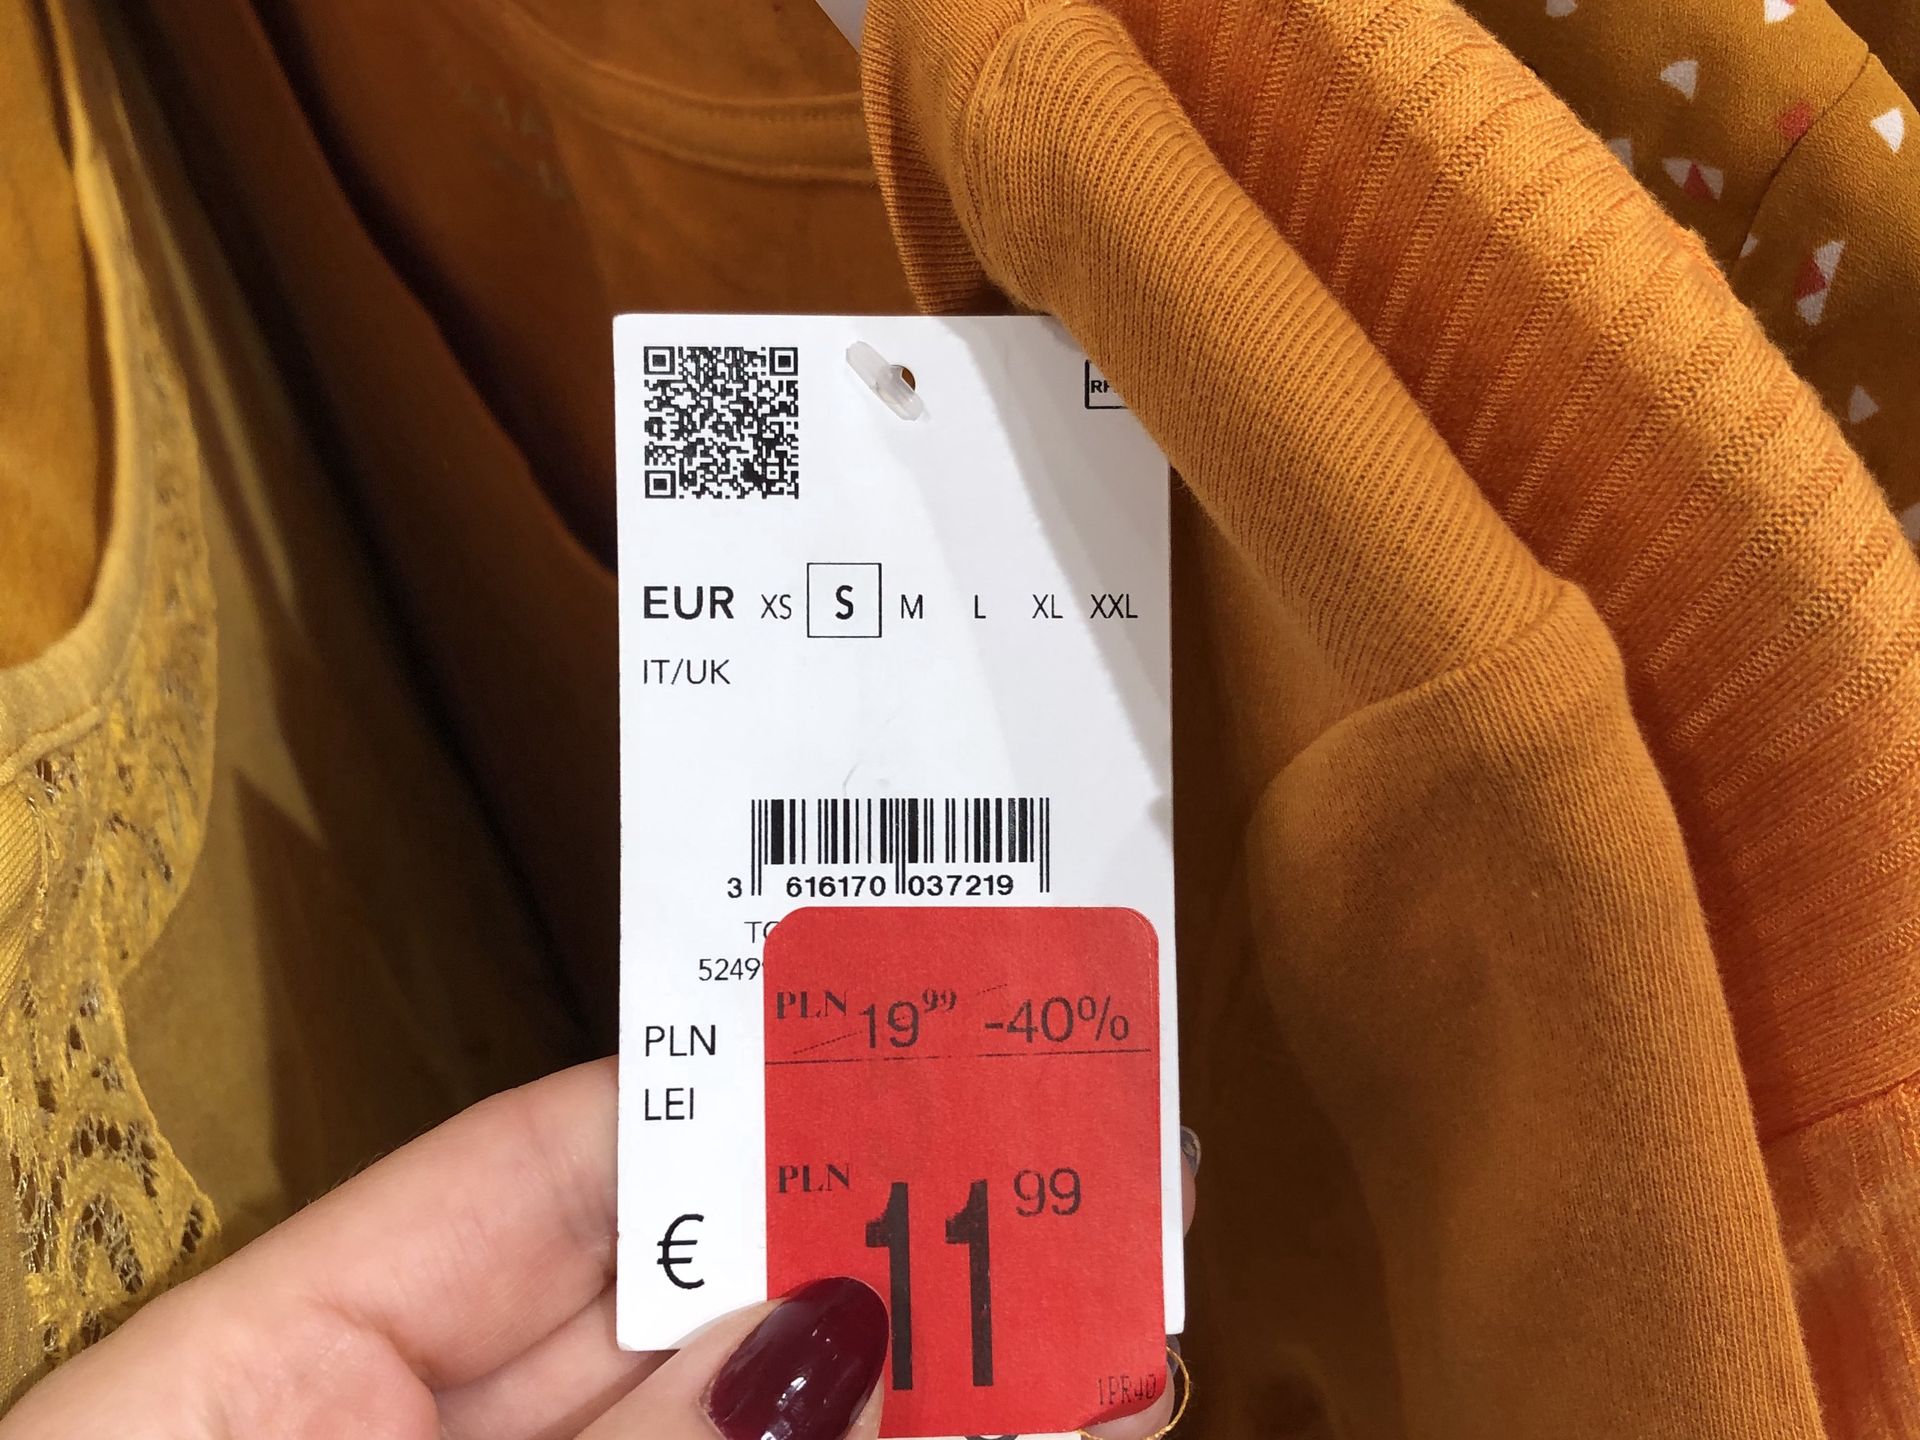 EUR XS S M L XL XXL
IT/UK
3 616170 037219
PLN 19 99 -40%
PLN
LEI
PLN 11 99
€
1PR40